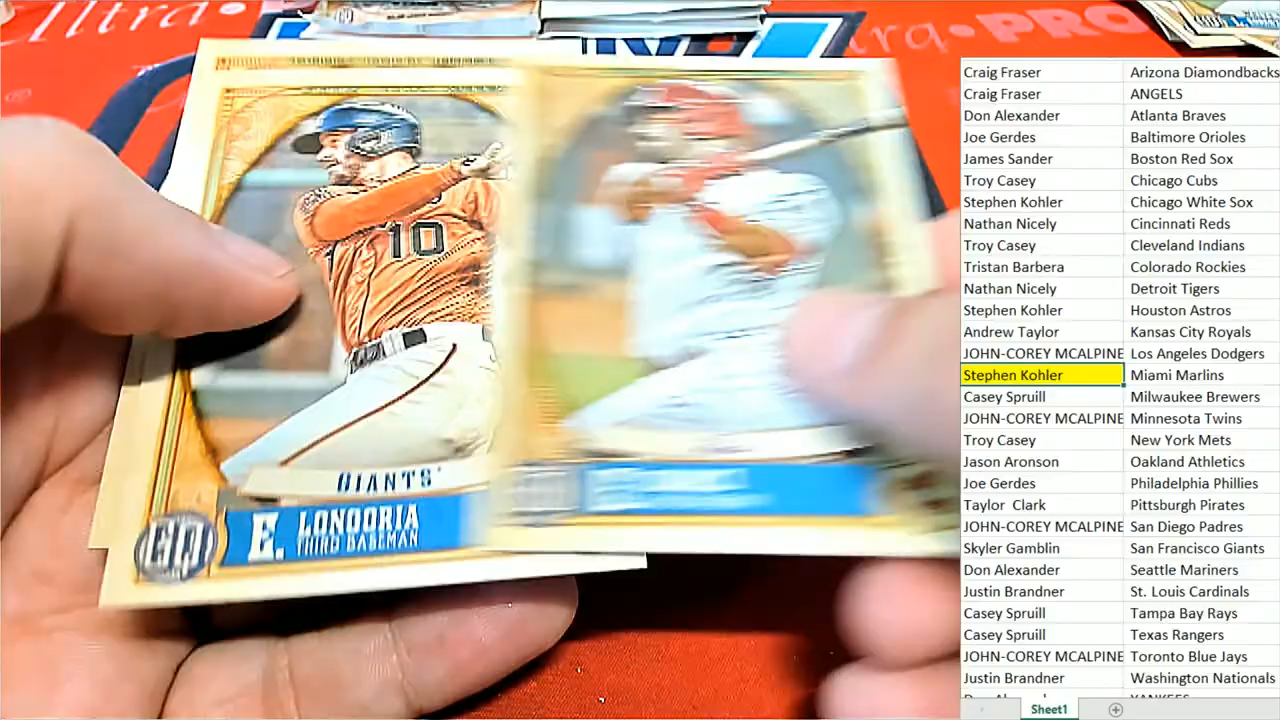 Ultra
ra • PRO
10
GIANTS
E. LONGORIA
THIRD BASEMAN
GQ
Craig Fraser Arizona Diamondbacks
Craig Fraser ANGELS
Don Alexander Atlanta Braves
Joe Gerdes Baltimore Orioles
James Sander Boston Red Sox
Troy Casey Chicago Cubs
Stephen Kohler Chicago White Sox
Nathan Nicely Cincinnati Reds
Troy Casey Cleveland Indians
Tristan Barbera Colorado Rockies
Nathan Nicely Detroit Tigers
Stephen Kohler Houston Astros
Andrew Taylor Kansas City Royals
JOHN-COREY MCALPINE Los Angeles Dodgers
Stephen Kohler Miami Marlins
Casey Spruill Milwaukee Brewers
JOHN-COREY MCALPINE Minnesota Twins
Troy Casey New York Mets
Jason Aronson Oakland Athletics
Joe Gerdes Philadelphia Phillies
Taylor Clark Pittsburgh Pirates
JOHN-COREY MCALPINE San Diego Padres
Skyler Gamblin San Francisco Giants
Don Alexander Seattle Mariners
Justin Brandner St. Louis Cardinals
Casey Spruill Tampa Bay Rays
Casey Spruill Texas Rangers
JOHN-COREY MCALPINE Toronto Blue Jays
Justin Brandner Washington Nationals
Don Alexander YANKEES
Sheet1